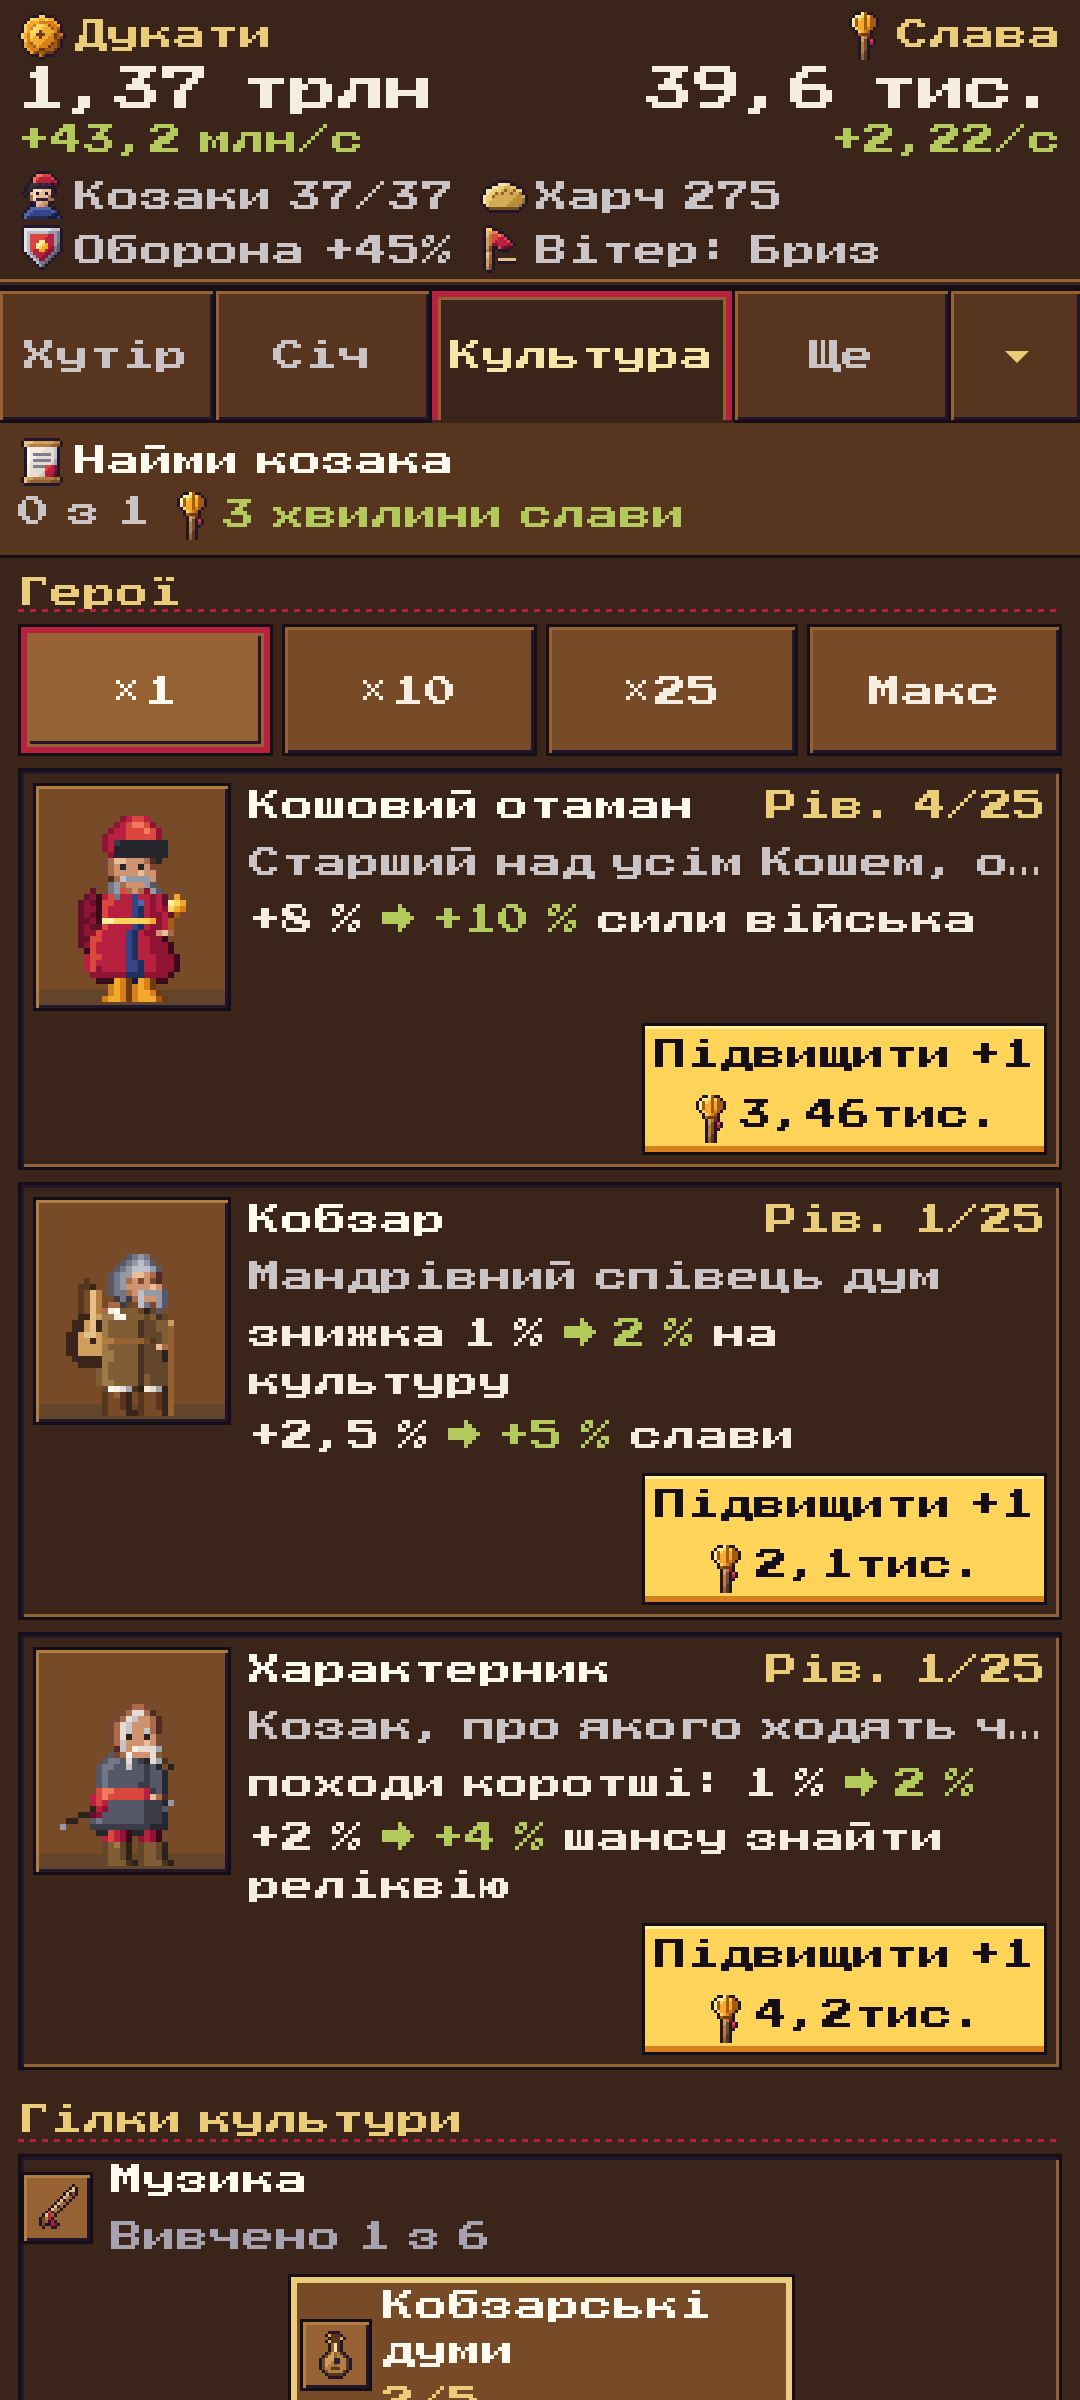 Дукати
Слава
1,37 трлн
39,6 тис.
+43,2 млн/с
+2,22/с
Козаки 37/37
Харч 275
Оборона +45%
Вітер: Бриз
Хутір
Січ
Культура
Ще
Найми козака
0 з 1
3 хвилини слави
Герої
×1
×10
×25
Макс
Кошовий отаман
Рів. 4/25
Старший над усім Кошем, о...
+8 % → +10 % сили війська
Підвищити +1
3,46тис.
Кобзар
Рів. 1/25
Мандрівний співець дум
знижка 1 % → 2 % на
культуру
+2,5 % → +5 % слави
Підвищити +1
2,1тис.
Характерник
Рів. 1/25
Козак, про якого ходять ч...
походи коротші: 1 % → 2 %
+2 % → +4 % шансу знайти
реліквію
Підвищити +1
4,2тис.
Гілки культури
Музика
Вивчено 1 з 6
Кобзарські
думи